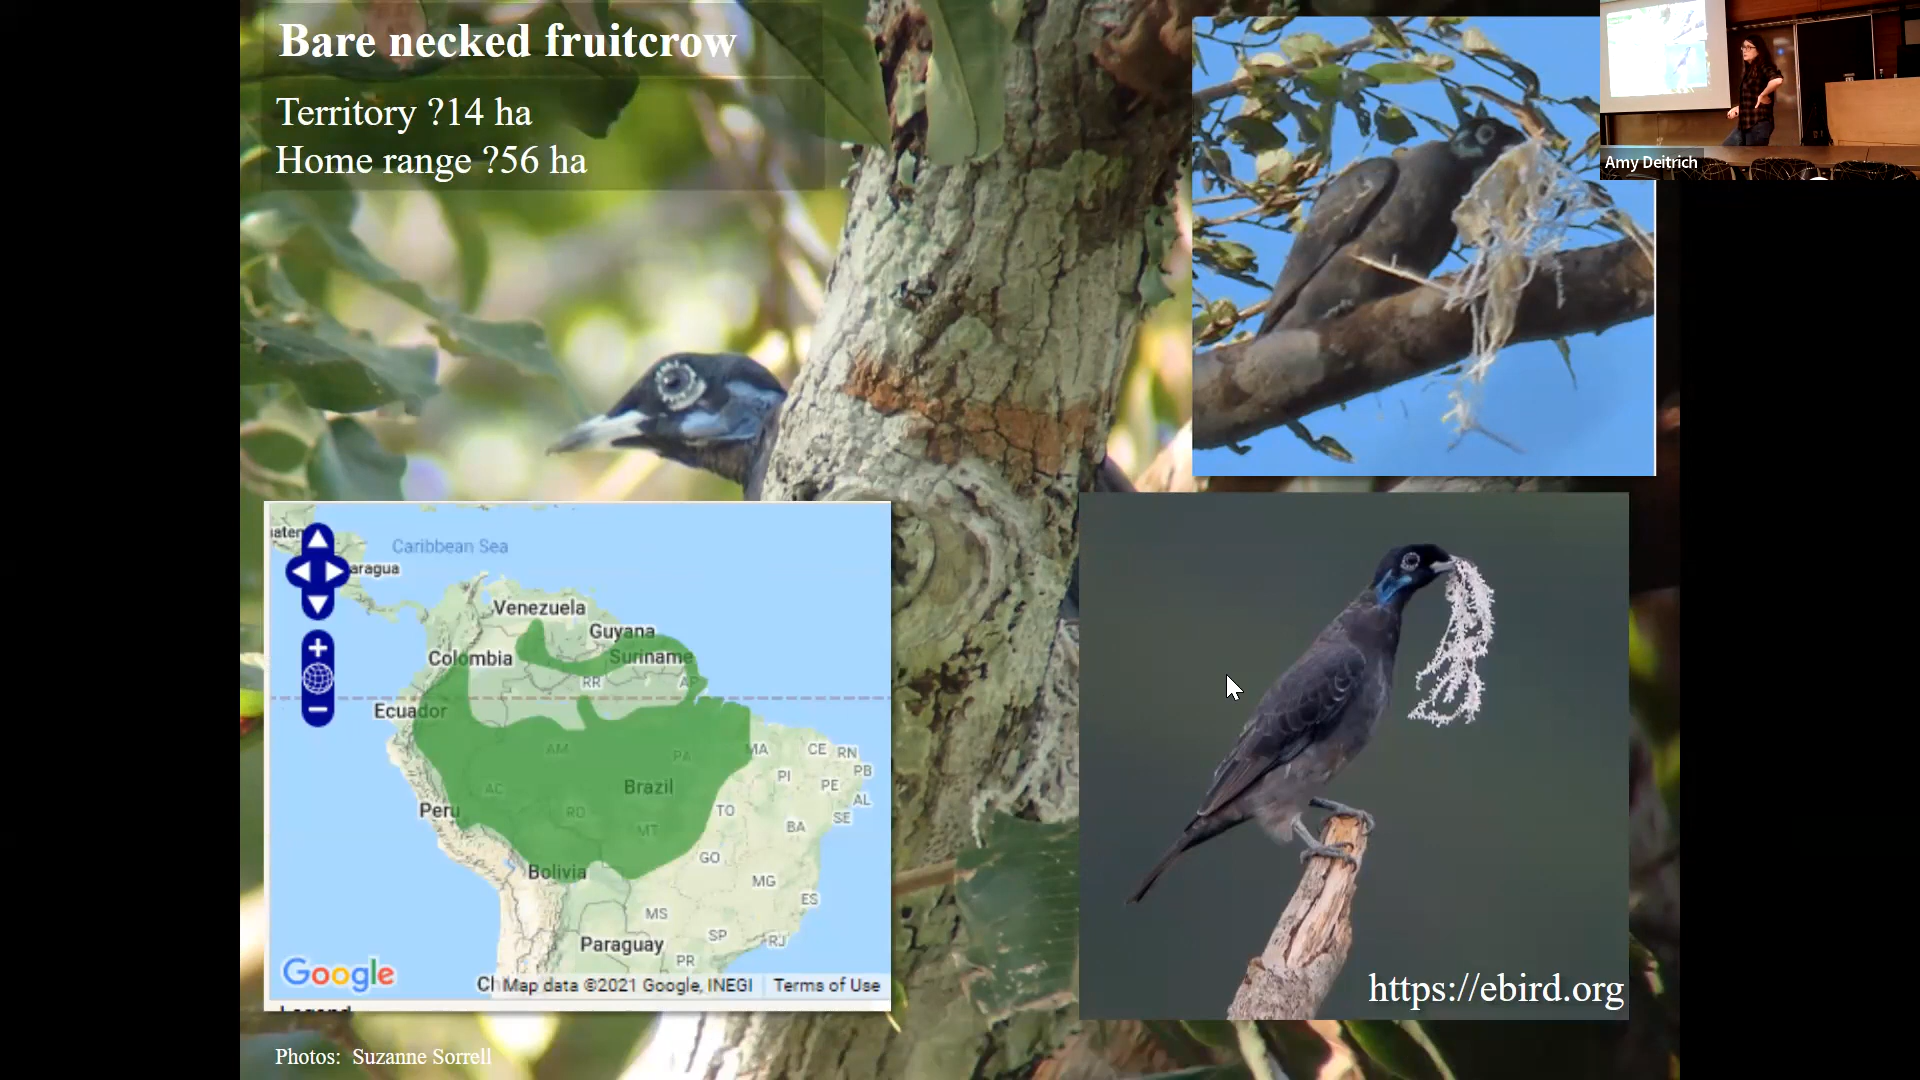 Bare necked fruitcrow
Territory ?14 ha
Home range ?56 ha
Amy Deitrich
Caribbean Sea
aragua
Venezuela
Guyana
Colombia
Suriname
RR
AP
Ecuador
AM
PA
MA
CE
RN
PI
PB
PE
AC
Brazil
AL
Peru
RO
TO
SE
MT
BA
GO
Bolivia
MG
ES
MS
SP
RJ
Paraguay
PR
Google
Map data ©2021 Google, INEGI
Terms of Use
https://ebird.org
Photos: Suzanne Sorrell